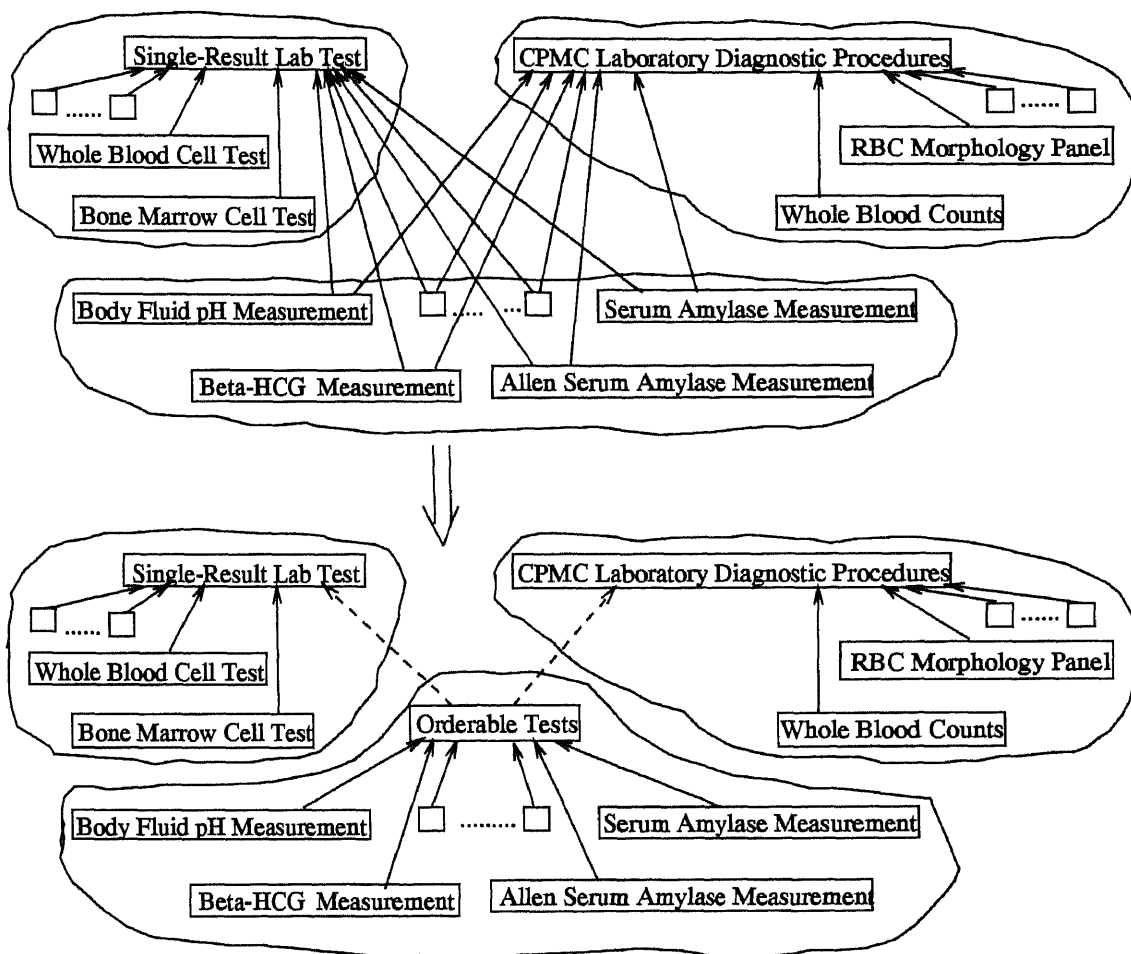 Single-Result Lab Test
CPMC Laboratory Diagnostic Procedures
......
......
Whole Blood Cell Test
RBC Morphology Panel
Bone Marrow Cell Test
Whole Blood Counts
Body Fluid pH Measurement
..... ...
Serum Amylase Measurement
Beta-HCG Measurement
Allen Serum Amylase Measurement
Single-Result Lab Test
CPMC Laboratory Diagnostic Procedures
......
......
Whole Blood Cell Test
RBC Morphology Panel
Bone Marrow Cell Test
Orderable Tests
Whole Blood Counts
Body Fluid pH Measurement
.........
Serum Amylase Measurement
Beta-HCG Measurement
Allen Serum Amylase Measurement